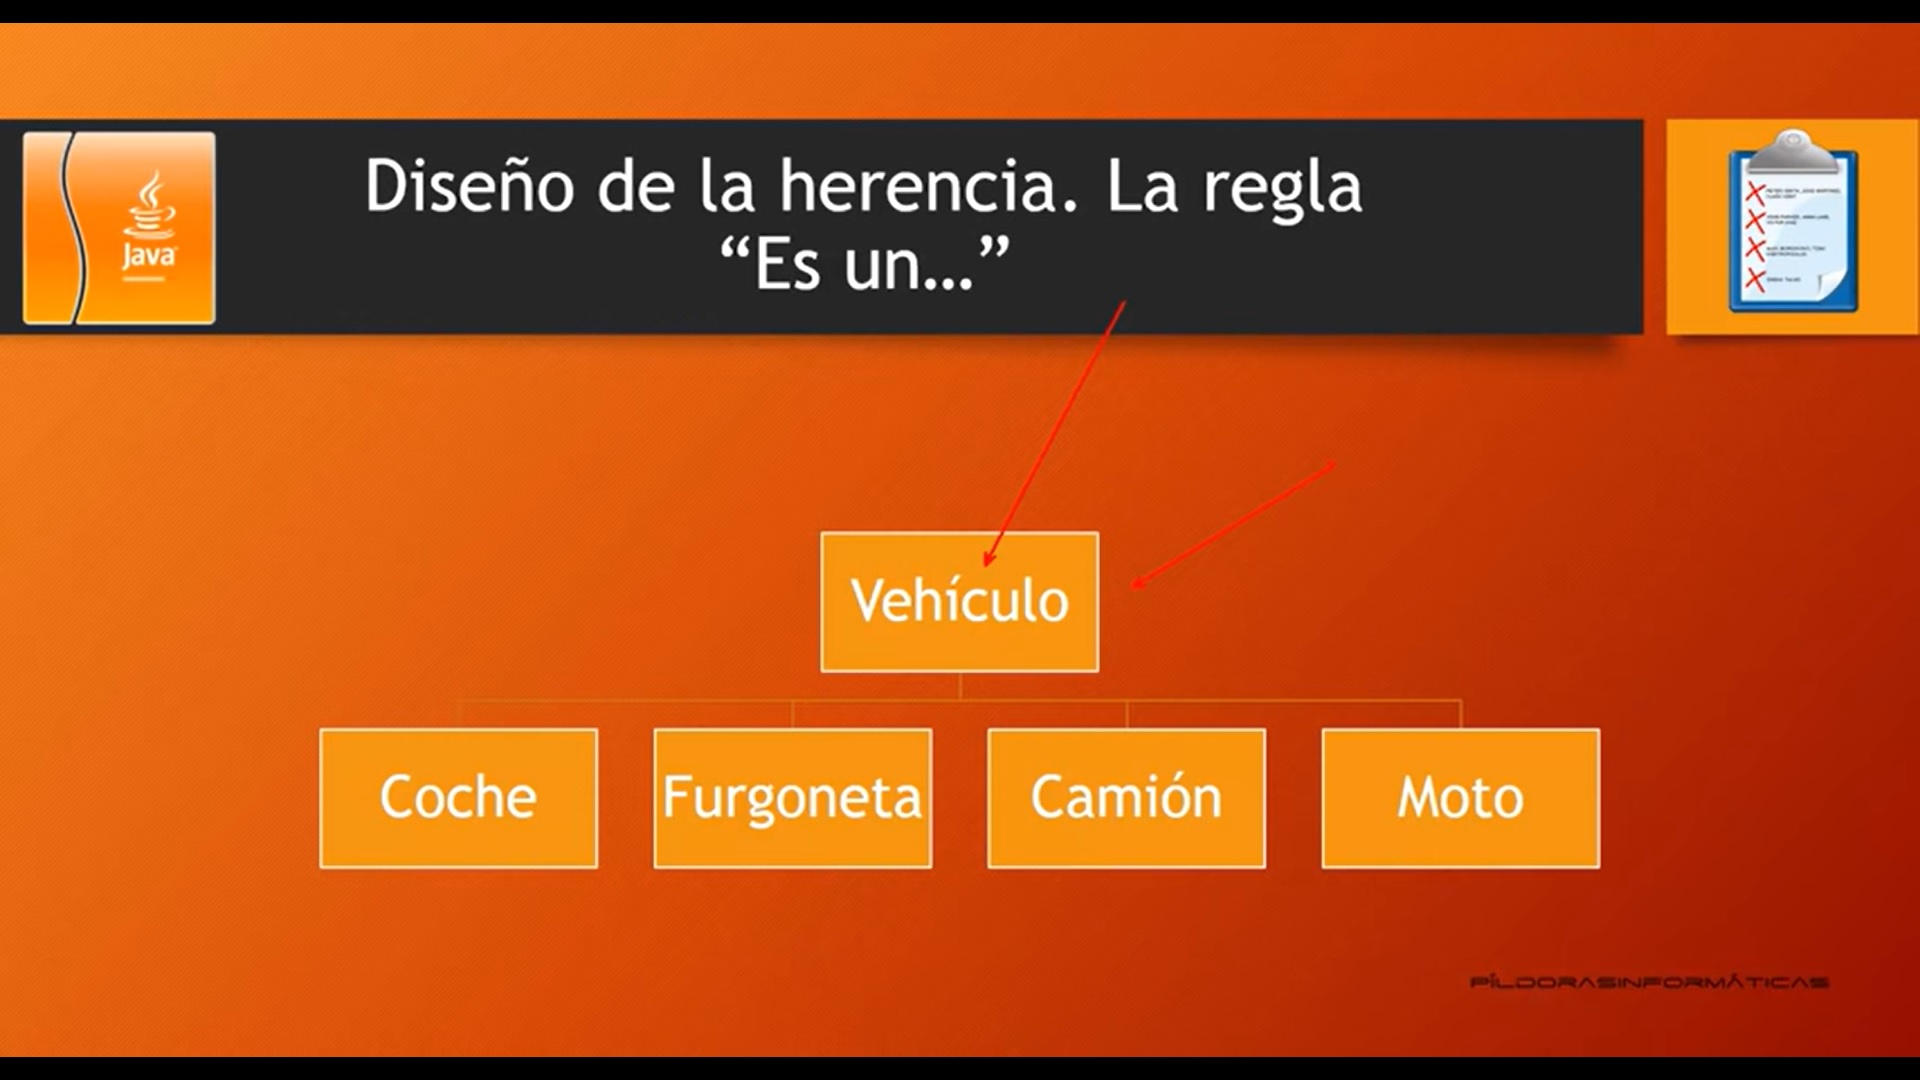 Diseño de la herencia. La regla
“Es un...”
Java
Vehículo
Coche
Furgoneta
Camión
Moto
PÍLDORASINFORMÁTICAS